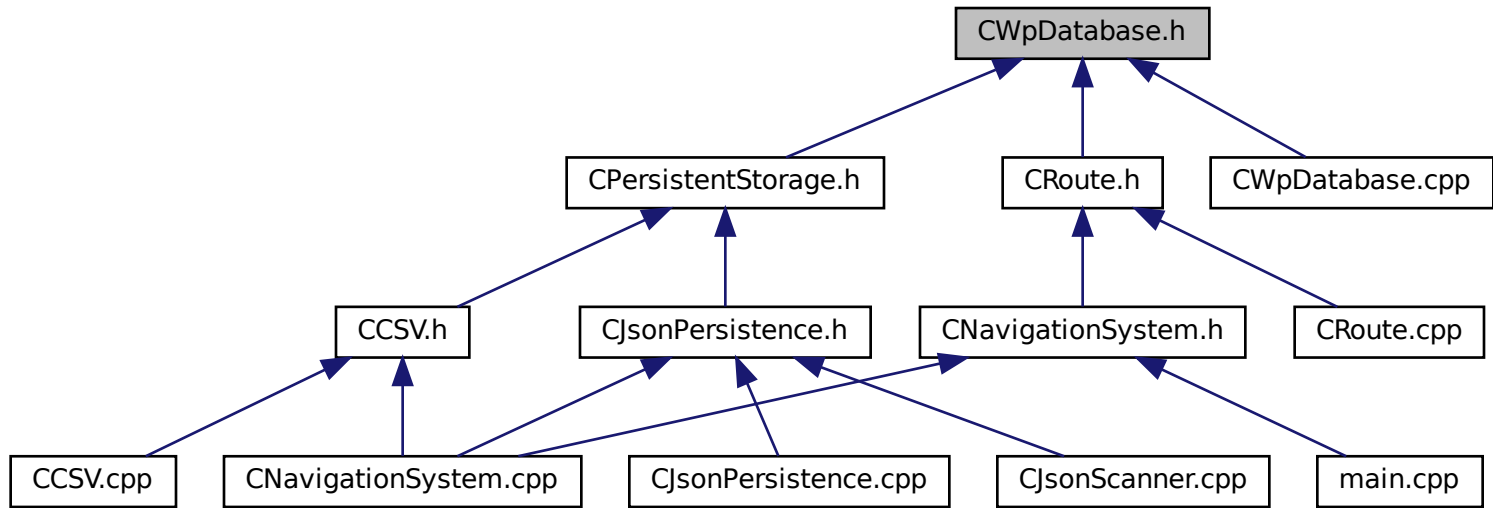 CWpDatabase.h
CPersistentStorage.h
CRoute.h
CWpDatabase.cpp
CCSV.h
CJsonPersistence.h
CNavigationSystem.h
CRoute.cpp
CCSV.cpp
CNavigationSystem.cpp
CJsonPersistence.cpp
CJsonScanner.cpp
main.cpp